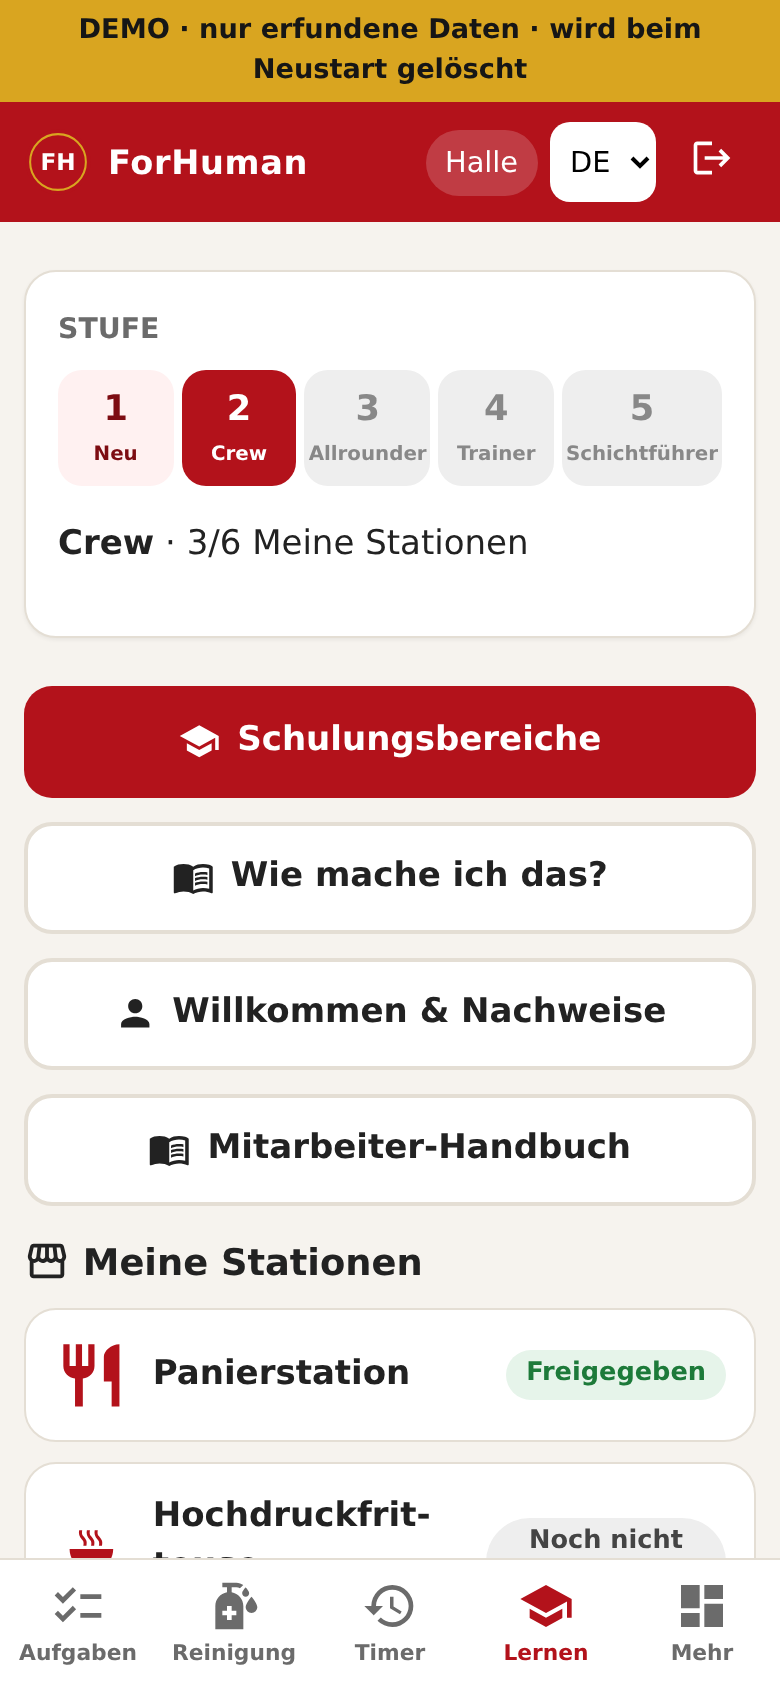 DEMO · nur erfundene Daten · wird beim
Neustart gelöscht
FH ForHuman Halle DE
STUFE
1 2 3 4 5
Neu Crew Allrounder Trainer Schichtführer
Crew · 3/6 Meine Stationen
Schulungsbereiche
Wie mache ich das?
Willkommen & Nachweise
Mitarbeiter-Handbuch
Meine Stationen
Panierstation Freigegeben
Hochdruckfrit-
Noch nicht
Aufgaben Reinigung Timer Lernen Mehr